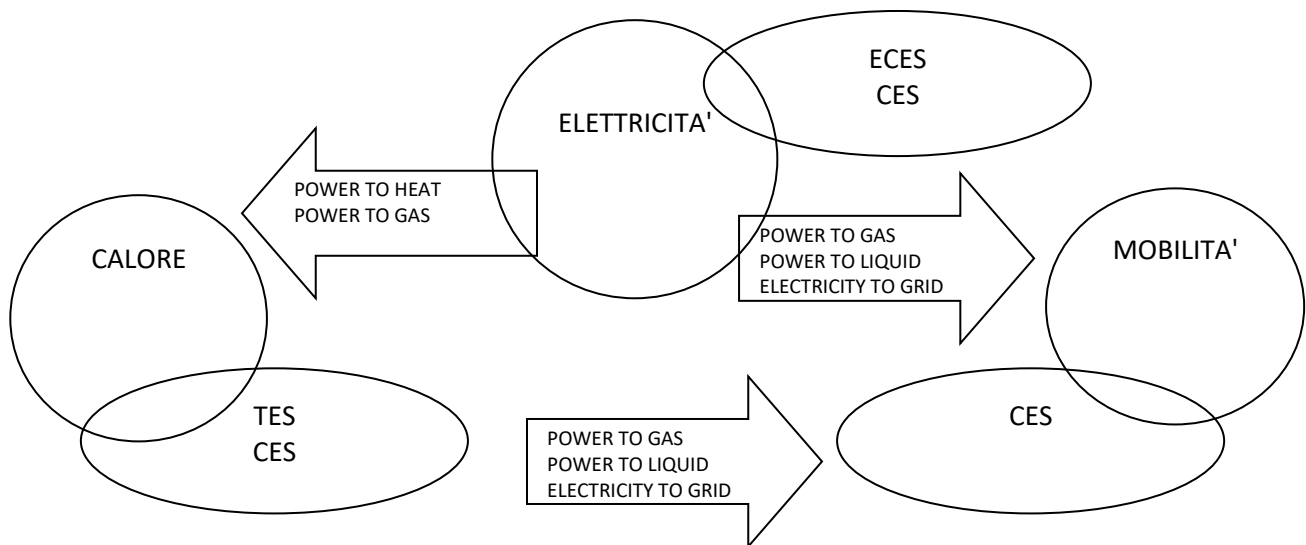 ECES
CES
ELETTRICITA'
POWER TO HEAT
POWER TO GAS
POWER TO GAS
POWER TO LIQUID
ELECTRICITY TO GRID
CALORE
MOBILITA'
TES
CES
POWER TO GAS
POWER TO LIQUID
ELECTRICITY TO GRID
CES